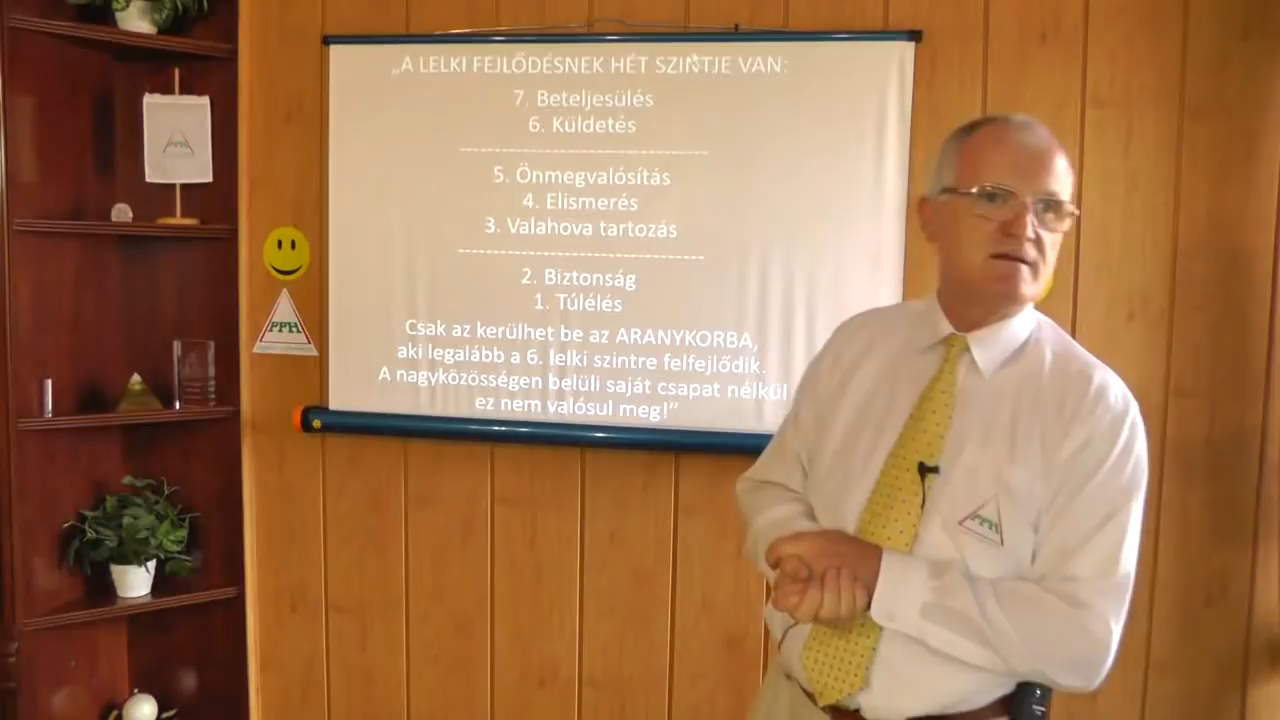 „A LELKI FEJLŐDÉSNEK HÉT SZINTJE VAN:
7. Beteljesülés
6. Küldetés
5. Önmegvalósítás
4. Elismerés
3. Valahova tartozás
2. Biztonság
1. Túlélés
Csak az kerülhet be az ARANYKORBA,
aki legalább a 6. lelki szintre felfejlődik.
A nagyközösségen belüli saját csapat nélkül
ez nem valósul meg!”
PPH
PPH
PPH